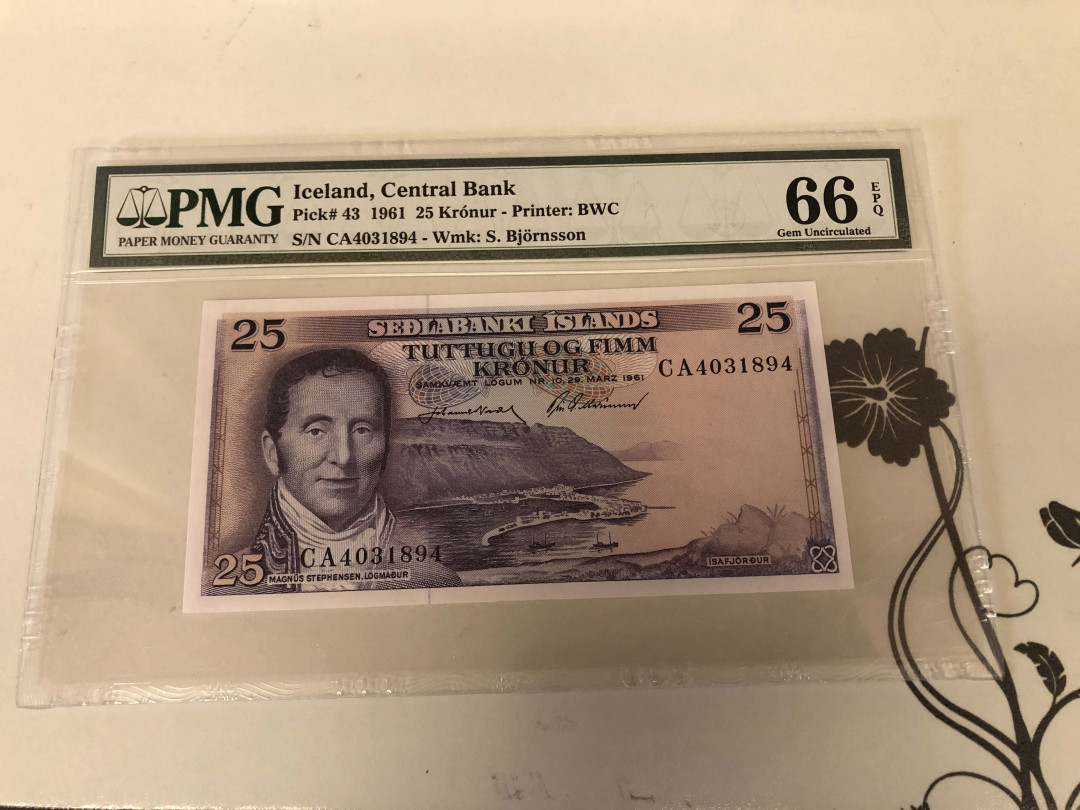 PMG
PAPER MONEY GUARANTY
Iceland, Central Bank
Pick# 43 1961 25 Krónur - Printer: BWC
S/N CA4031894 - Wmk: S. Björnsson
66 EPQ
Gem Uncirculated
25
SEÐLABANKI ÍSLANDS
25
TUTTUGU OG FIMM
KRÓNUR
CA4031894
SAMKVÆMT LÖGUM NR. 10, 29. MARZ 1961
CA4031894
25
MAGNÚS STEPHENSEN, LÖGMAÐUR
ÍSAFJÖRÐUR